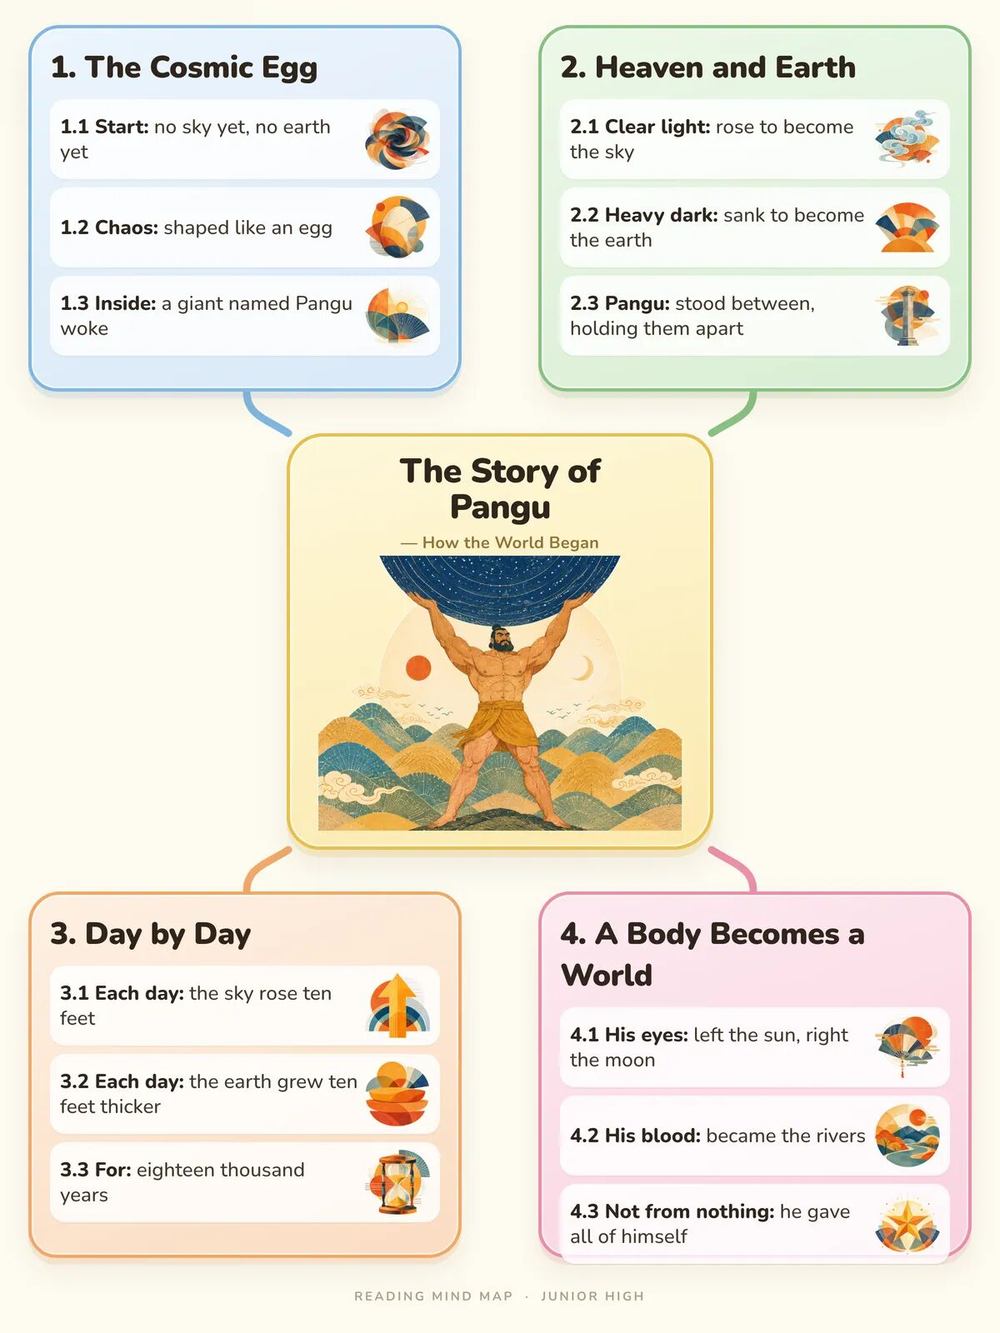 1. The Cosmic Egg
1.1 Start: no sky yet, no earth
yet
1.2 Chaos: shaped like an egg
1.3 Inside: a giant named Pangu
woke
2. Heaven and Earth
2.1 Clear light: rose to become
the sky
2.2 Heavy dark: sank to become
the earth
2.3 Pangu: stood between,
holding them apart
The Story of
Pangu
— How the World Began
3. Day by Day
3.1 Each day: the sky rose ten
feet
3.2 Each day: the earth grew ten
feet thicker
3.3 For: eighteen thousand
years
4. A Body Becomes a
World
4.1 His eyes: left the sun, right
the moon
4.2 His blood: became the rivers
4.3 Not from nothing: he gave
all of himself
READING MIND MAP · JUNIOR HIGH